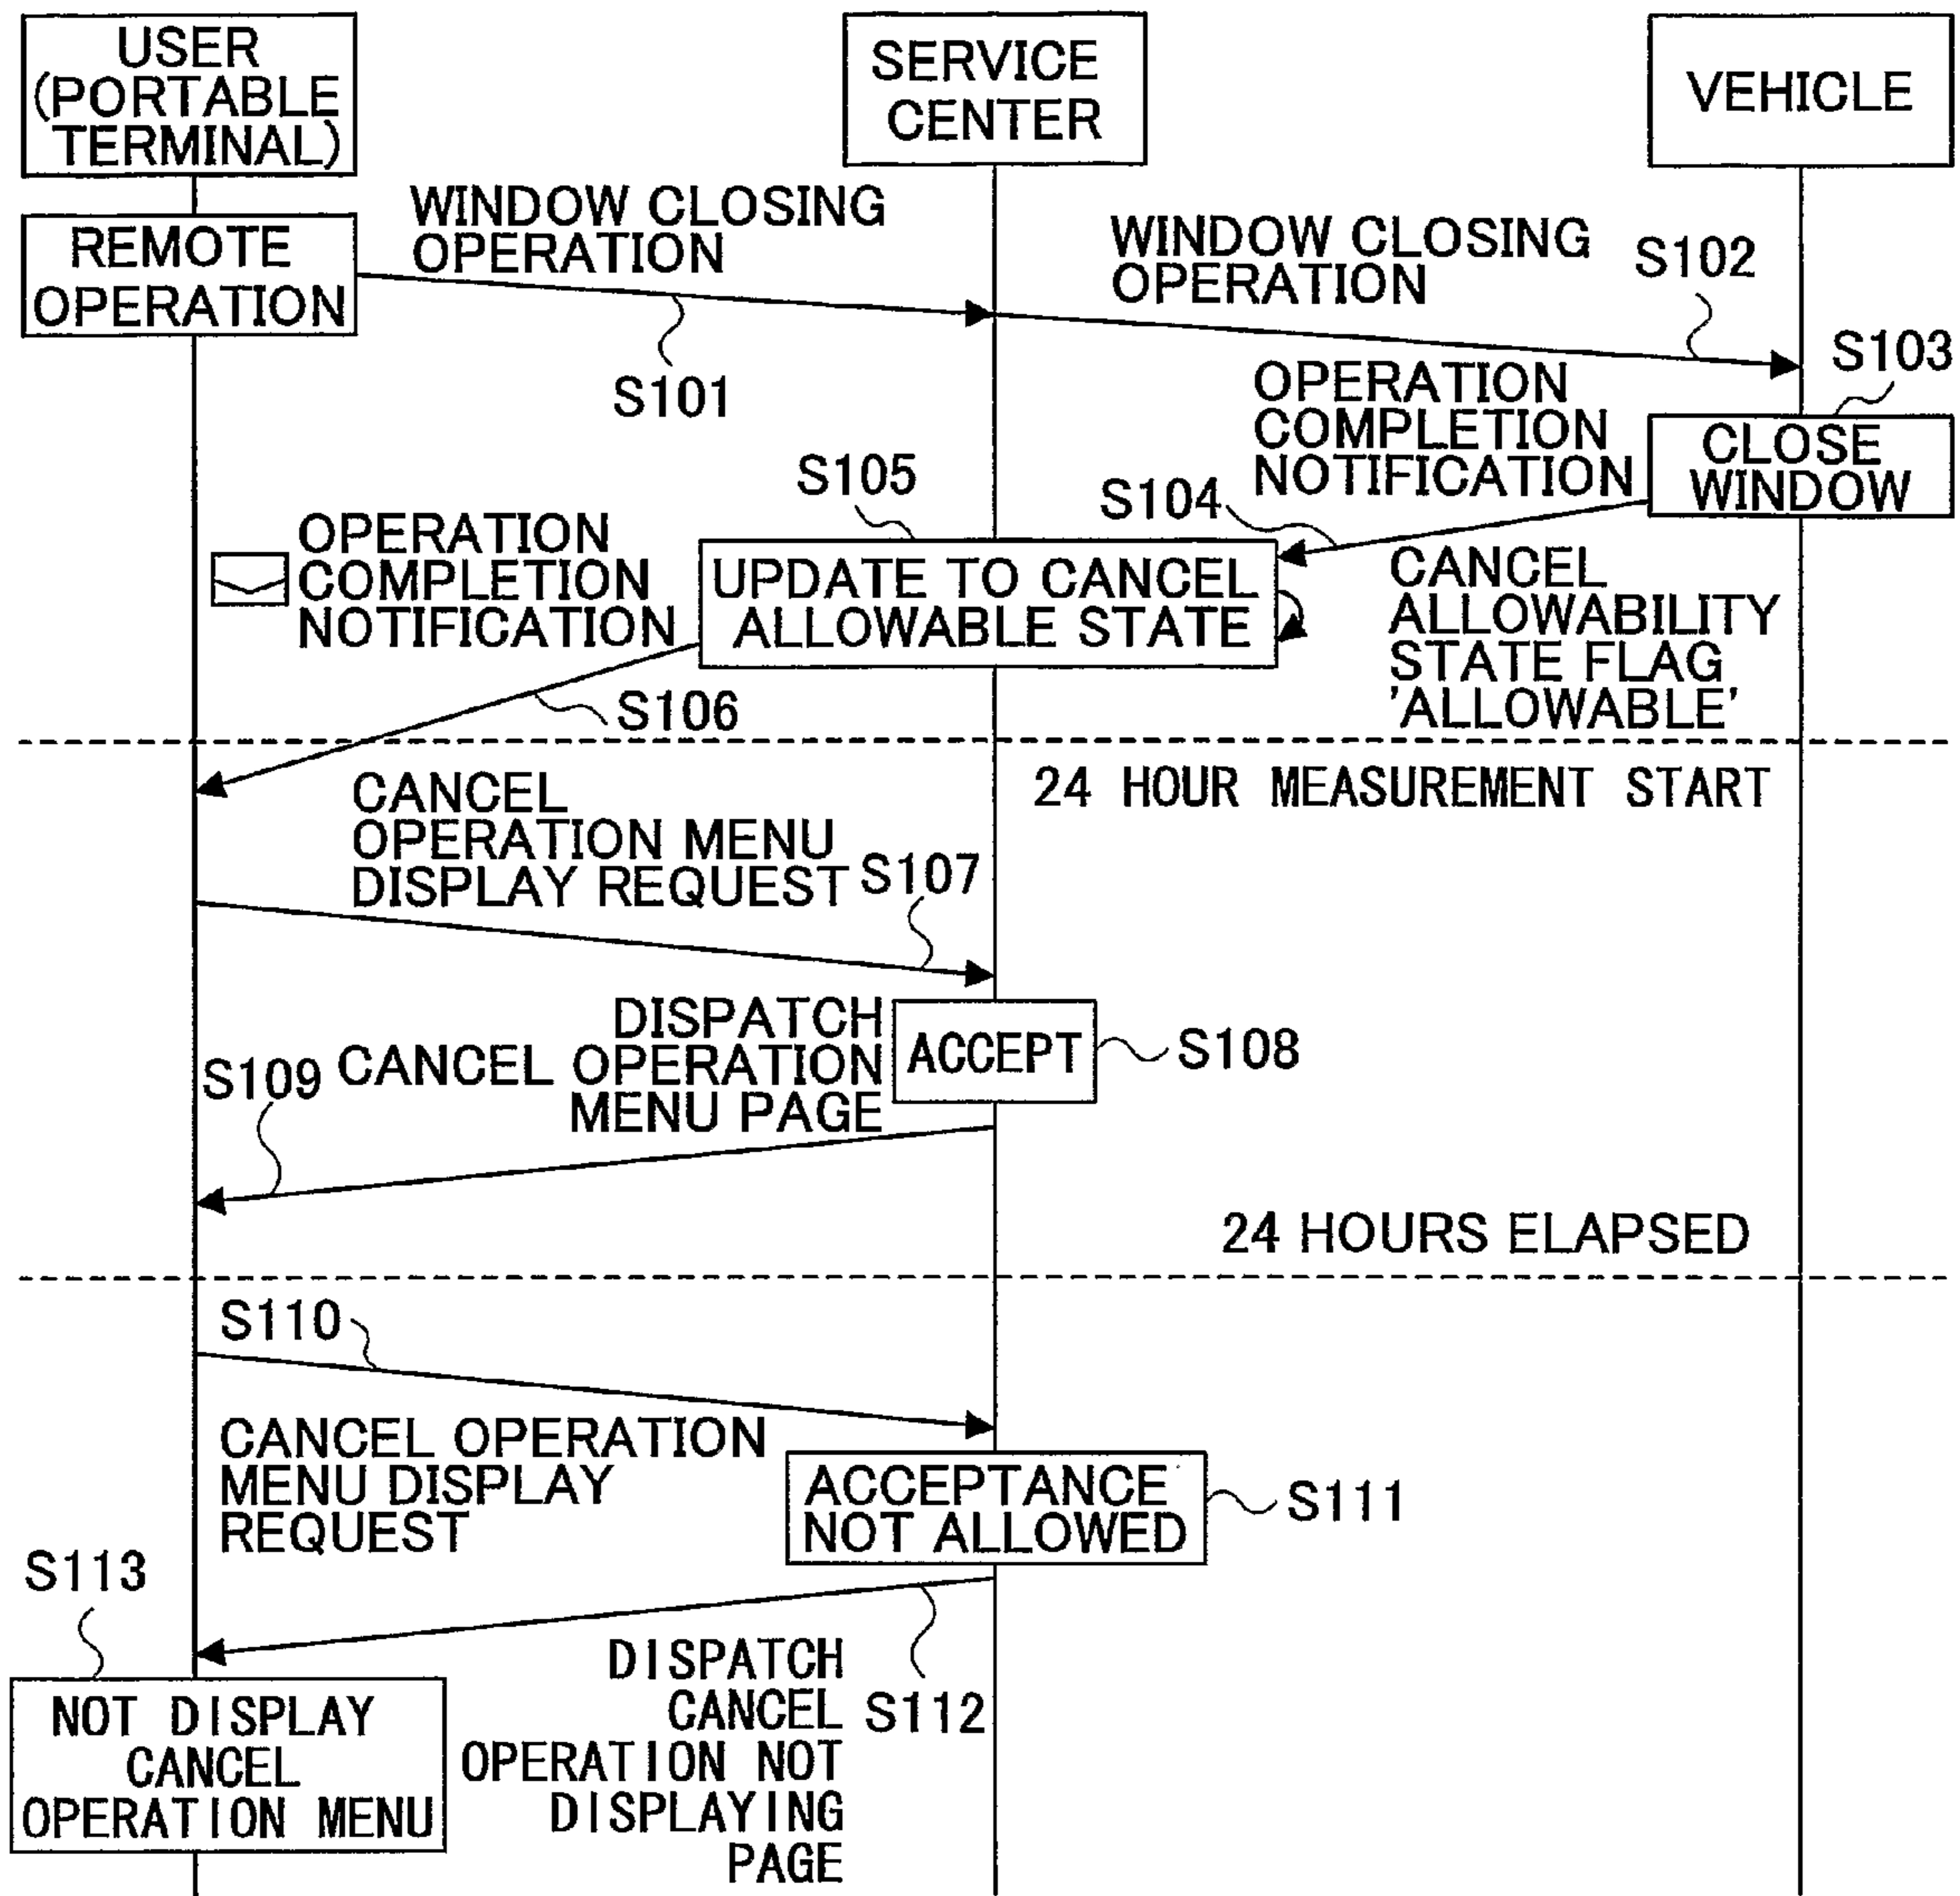 USER
(PORTABLE
TERMINAL)
SERVICE
CENTER
VEHICLE
REMOTE
OPERATION
WINDOW CLOSING
OPERATION
S101
WINDOW CLOSING
OPERATION
S102
S103
CLOSE
WINDOW
OPERATION
COMPLETION
NOTIFICATION
S104
S105
UPDATE TO CANCEL
ALLOWABLE STATE
CANCEL
ALLOWABILITY
STATE FLAG
'ALLOWABLE'
OPERATION
COMPLETION
NOTIFICATION
S106
24 HOUR MEASUREMENT START
CANCEL
OPERATION MENU
DISPLAY REQUEST
S107
ACCEPT
S108
DISPATCH
CANCEL OPERATION
MENU PAGE
S109
24 HOURS ELAPSED
S110
CANCEL OPERATION
MENU DISPLAY
REQUEST
ACCEPTANCE
NOT ALLOWED
S111
DISPATCH
CANCEL
OPERATION NOT
DISPLAYING
PAGE
S112
S113
NOT DISPLAY
CANCEL
OPERATION MENU